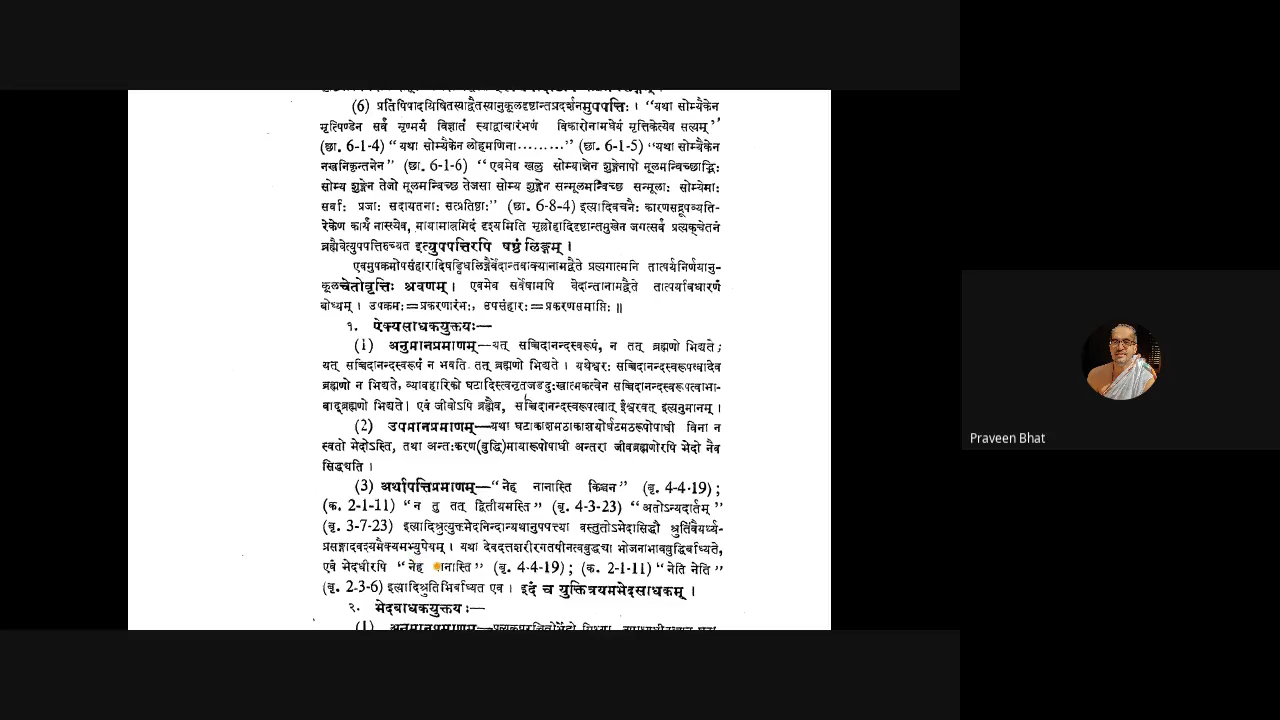 (6) प्रतिपिपादयिषितस्याद्वैतस्यानुकूलदृष्टान्तप्रदर्शनमुपपत्तिः । “यथा सोम्यैकेन
मृत्पिण्डेन सर्वं मृण्मयं विज्ञातं स्याद्वाचारंभणं विकारोनामधेयं मृत्तिकेत्येव सत्यम्”
(छा. 6-1-4) “ यथा सोम्यैकेन लोहमणिना.........” (छा. 6-1-5) “यथा सोम्यैकेन
नखनिकृन्तनेन” (छा. 6-1-6) “ एवमेव खलु सोम्यान्नेन शुङ्गेनापो मूलमन्विच्छाद्भिः
सोम्य शुङ्गेन तेजो मूलमन्विच्छ तेजसा सोम्य शुङ्गेन सन्मूलमन्विच्छ सन्मूलाः सोम्येमाः
सर्वाः प्रजाः सदायतनाः सत्प्रतिष्ठाः” (छा. 6-8-4) इत्यादिवचनैः कारणसद्रूपव्यति-
रेकेण कार्यं नास्त्येव, मायामात्रमिदं दृश्यमिति मृल्लोहादिदृष्टान्तमुखेन जगत्सर्वं प्रत्यक्चेतनं
ब्रह्मैवेत्युपपत्तिरुच्यत इत्युपपत्तिरपि षष्ठं लिङ्गम् ।
एवमुपक्रमोपसंहारादिषड्विधलिङ्गैर्वेदान्तवाक्यानामद्वैते प्रत्यगात्मनि तात्पर्यनिर्णयानु-
कूलचेतोवृत्तिः श्रवणम् । एवमेव सर्वेषामपि वेदान्तानामद्वैते तात्पर्यावधारणं
बोध्यम् । उपक्रमः=प्रकरणारंभः, उपसंहारः=प्रकरणसमाप्तिः ॥
१. ऐक्यसाधकयुक्तयः—
(1) अनुमानप्रमाणम्—यत् सच्चिदानन्दस्वरूपं, न तत् ब्रह्मणो भिद्यते;
यत् सच्चिदानन्दस्वरूपं न भवति तत् ब्रह्मणो भिद्यते । यथेश्वरः सच्चिदानन्दस्वरूपत्वादेव
ब्रह्मणो न भिद्यते, व्यावहारिको घटादिस्त्वनृतजडदुःखात्मकत्वेन सच्चिदानन्दस्वरूपत्वाभा-
वाद्ब्रह्मणो भिद्यते। एवं जीवोऽपि ब्रह्मैव, सच्चिदानन्दस्वरूपत्वात् ईश्वरवत् इत्यनुमानम् ।
(2) उपमानप्रमाणम्—यथा घटाकाशमठाकाशयोर्घटमठरूपोपाधी विना न
स्वतो भेदोऽस्ति, तथा अन्तःकरण(बुद्धि)मायारूपोपाधी अन्तरा जीवब्रह्मणोरपि भेदो नैव
सिद्ध्यति ।
(3) अर्थापत्तिप्रमाणम्—“नेह नानास्ति किञ्चन” (बृ. 4-4-19);
(क. 2-1-11) “ न तु तत् द्वितीयमस्ति ” (बृ. 4-3-23) “अतोऽन्यदार्तम् ”
(बृ. 3-7-23) इत्यादिश्रुत्युक्तभेदनिन्दान्यथानुपपत्त्या वस्तुतोऽभेदासिद्धौ श्रुतिवैयर्थ्य-
प्रसङ्गादवश्यमैक्यमभ्युपेयम् । यथा देवदत्तशरीरगतपीनत्वबुद्ध्या भोजनाभावबुद्धिर्बाध्यते,
एवं भेदधीरपि “नेह नानास्ति” (बृ. 4-4-19); (क. 2-1-11) “नेति नेति ”
(बृ. 2-3-6) इत्यादिश्रुतिभिर्बाध्यत एव । इदं च युक्तित्रयमभेदसाधकम् ।
२. भेदबाधकयुक्तयः—
(1) अनुमानप्रमाणम्—
Praveen Bhat